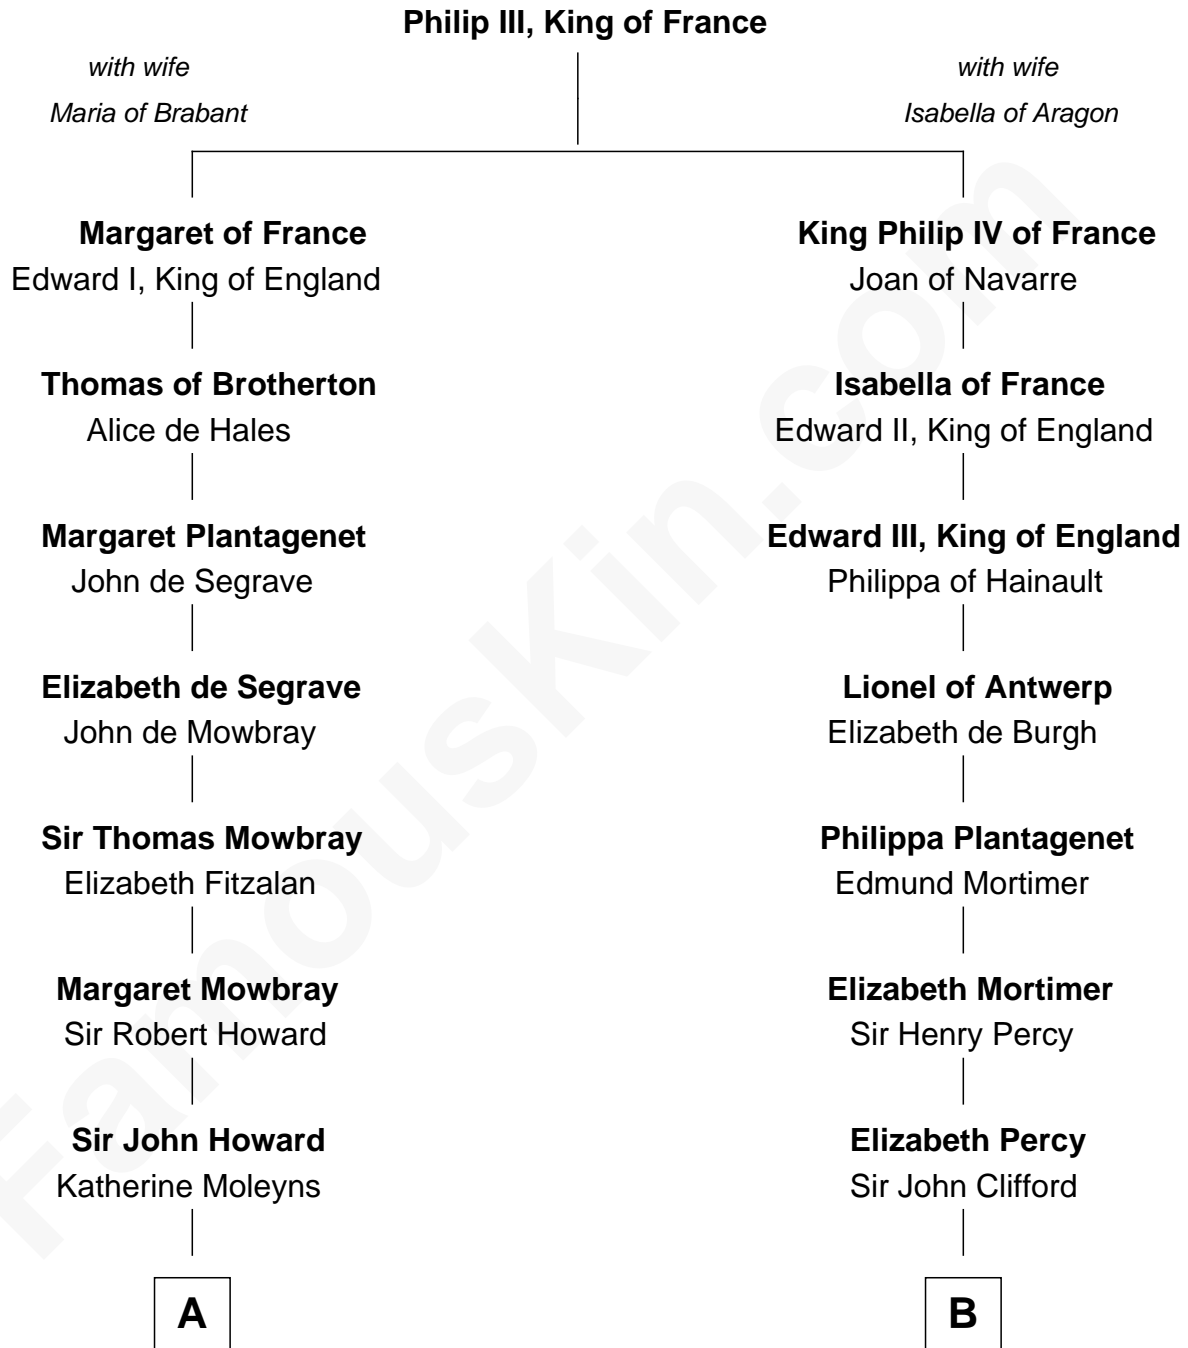 Philip III, King of France
with wife
Maria of Brabant
with wife
Isabella of Aragon
Margaret of France
Edward I, King of England
King Philip IV of France
Joan of Navarre
Thomas of Brotherton
Alice de Hales
Isabella of France
Edward II, King of England
Margaret Plantagenet
John de Segrave
Edward III, King of England
Philippa of Hainault
Elizabeth de Segrave
John de Mowbray
Lionel of Antwerp
Elizabeth de Burgh
Sir Thomas Mowbray
Elizabeth Fitzalan
Philippa Plantagenet
Edmund Mortimer
Margaret Mowbray
Sir Robert Howard
Elizabeth Mortimer
Sir Henry Percy
Sir John Howard
Katherine Moleyns
Elizabeth Percy
Sir John Clifford
A
B
FamousKin.com